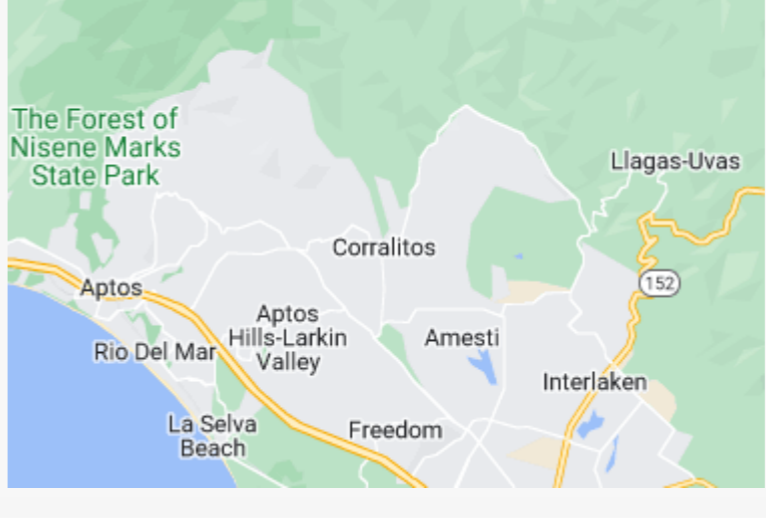 The Forest of
Nisene Marks
State Park
Llagas-Uvas
Corralitos
152
Aptos
Aptos
Hills-Larkin
Valley
Amesti
Rio Del Mar
Interlaken
La Selva
Beach
Freedom